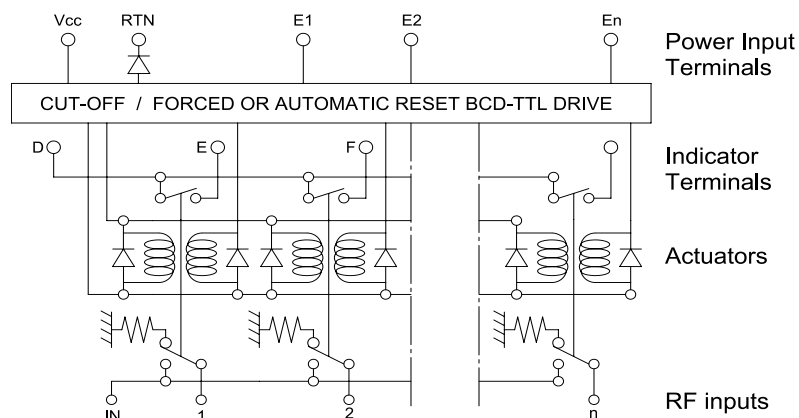 Vcc RTN E1 E2 En
Power Input
Terminals
CUT-OFF / FORCED OR AUTOMATIC RESET BCD-TTL DRIVE
D E F
Indicator
Terminals
Actuators
IN 1 2 n
RF inputs